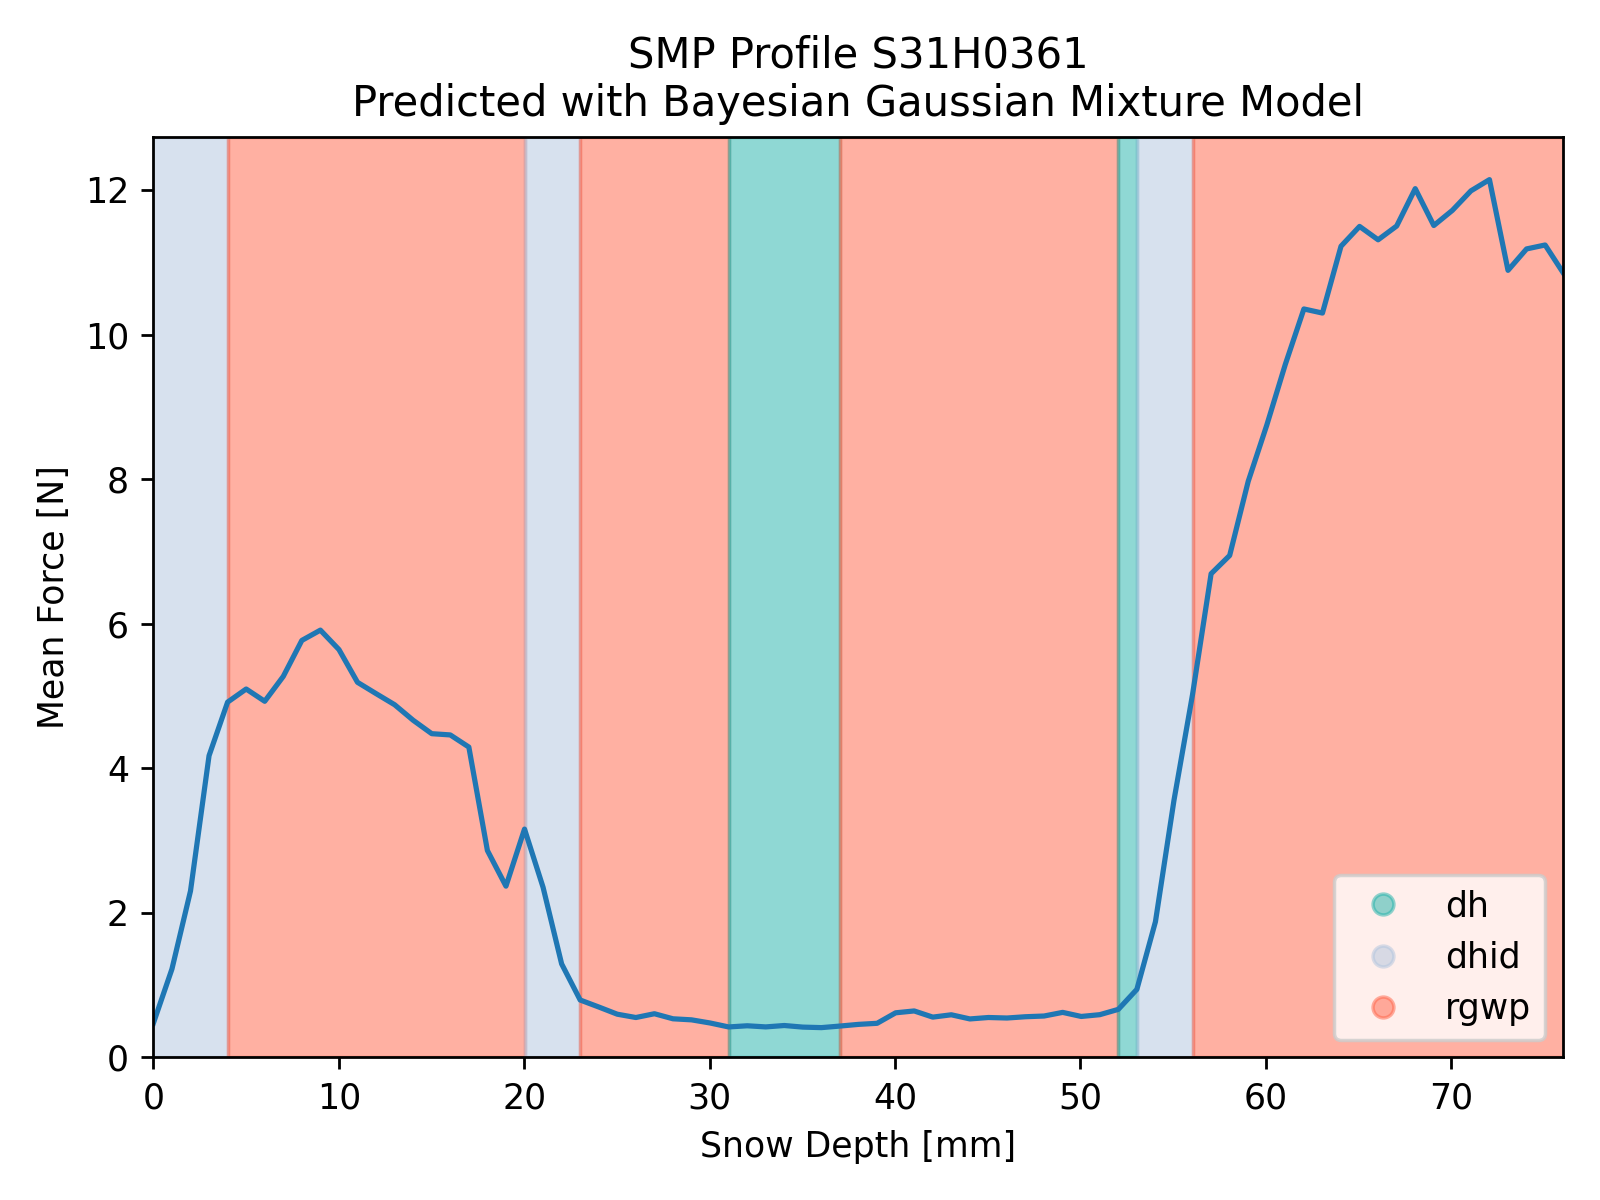 SMP Profile S31H0361
Predicted with Bayesian Gaussian Mixture Model
Mean Force [N]
12
10
8
6
4
2
0
dh
dhid
rgwp
0 10 20 30 40 50 60 70
Snow Depth [mm]